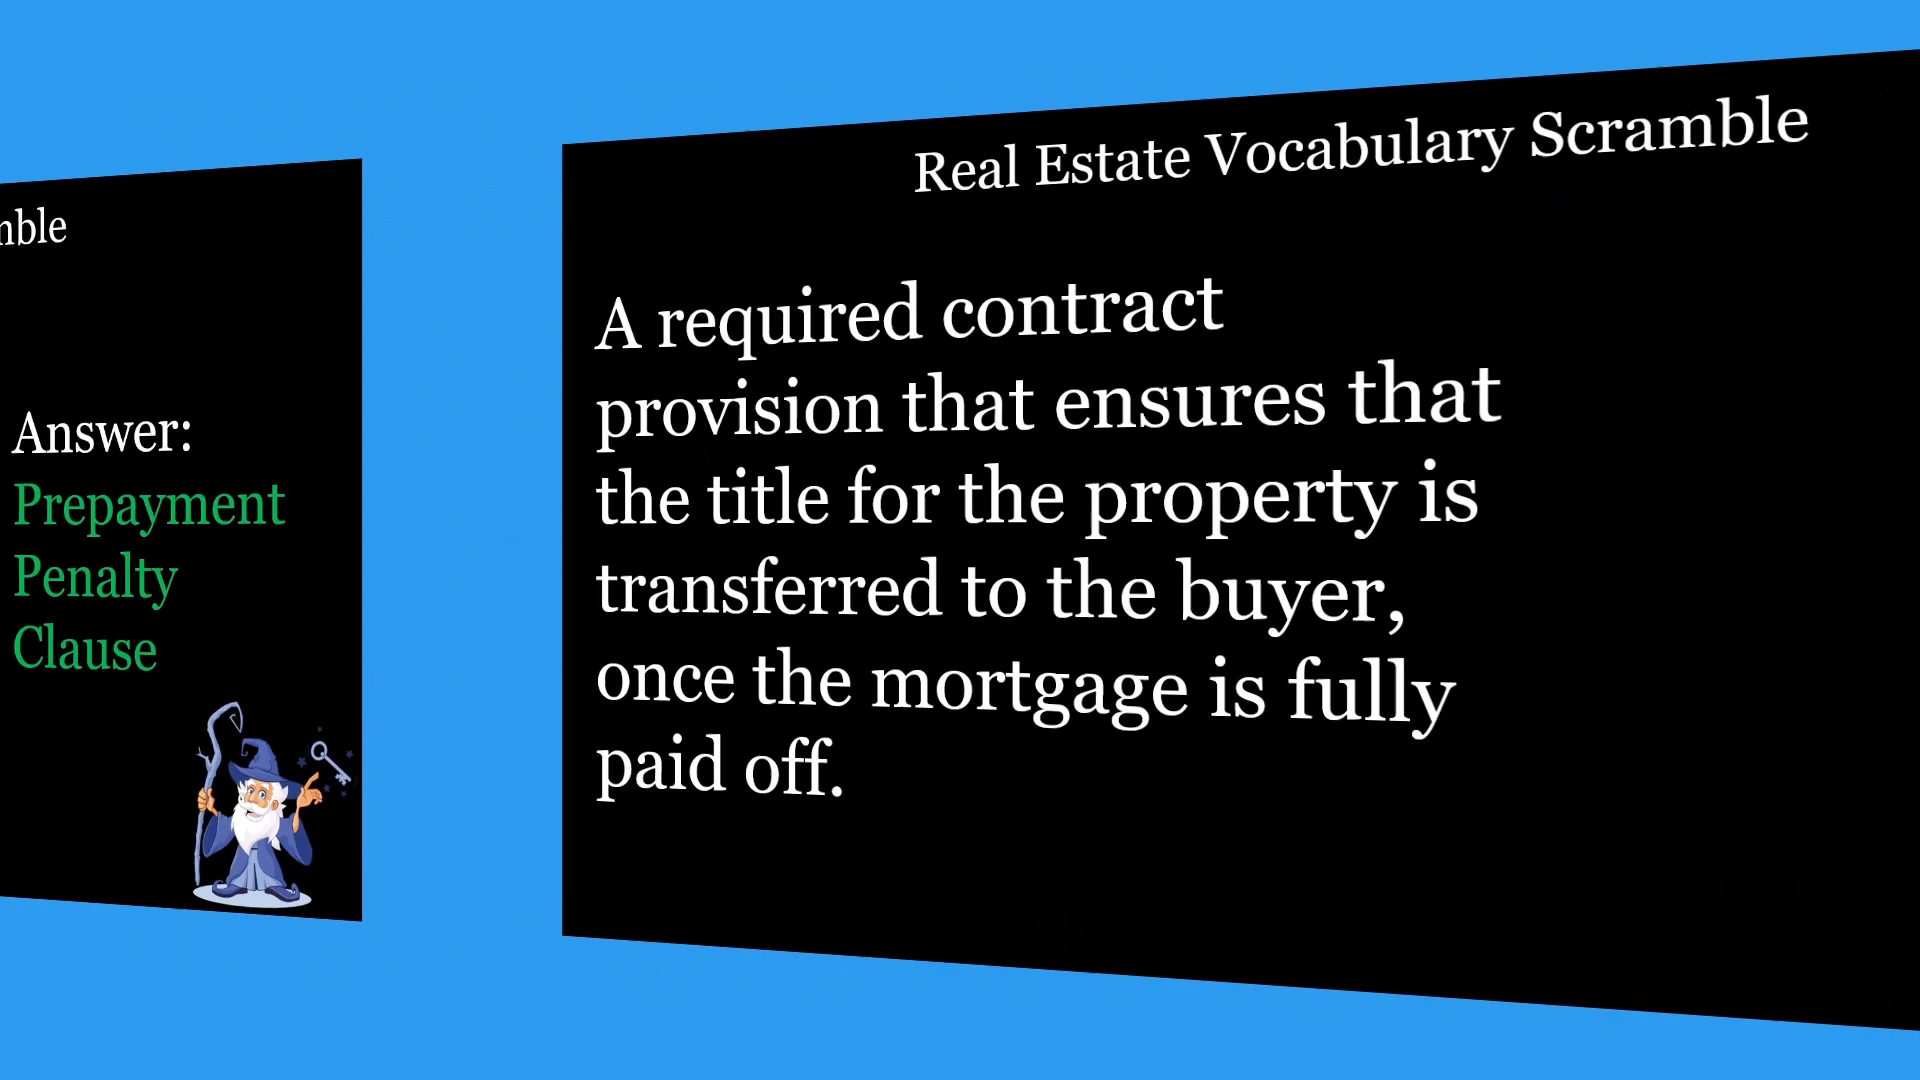 mble
Answer:
Prepayment
Penalty
Clause
Real Estate Vocabulary Scramble
A required contract
provision that ensures that
the title for the property is
transferred to the buyer,
once the mortgage is fully
paid off.